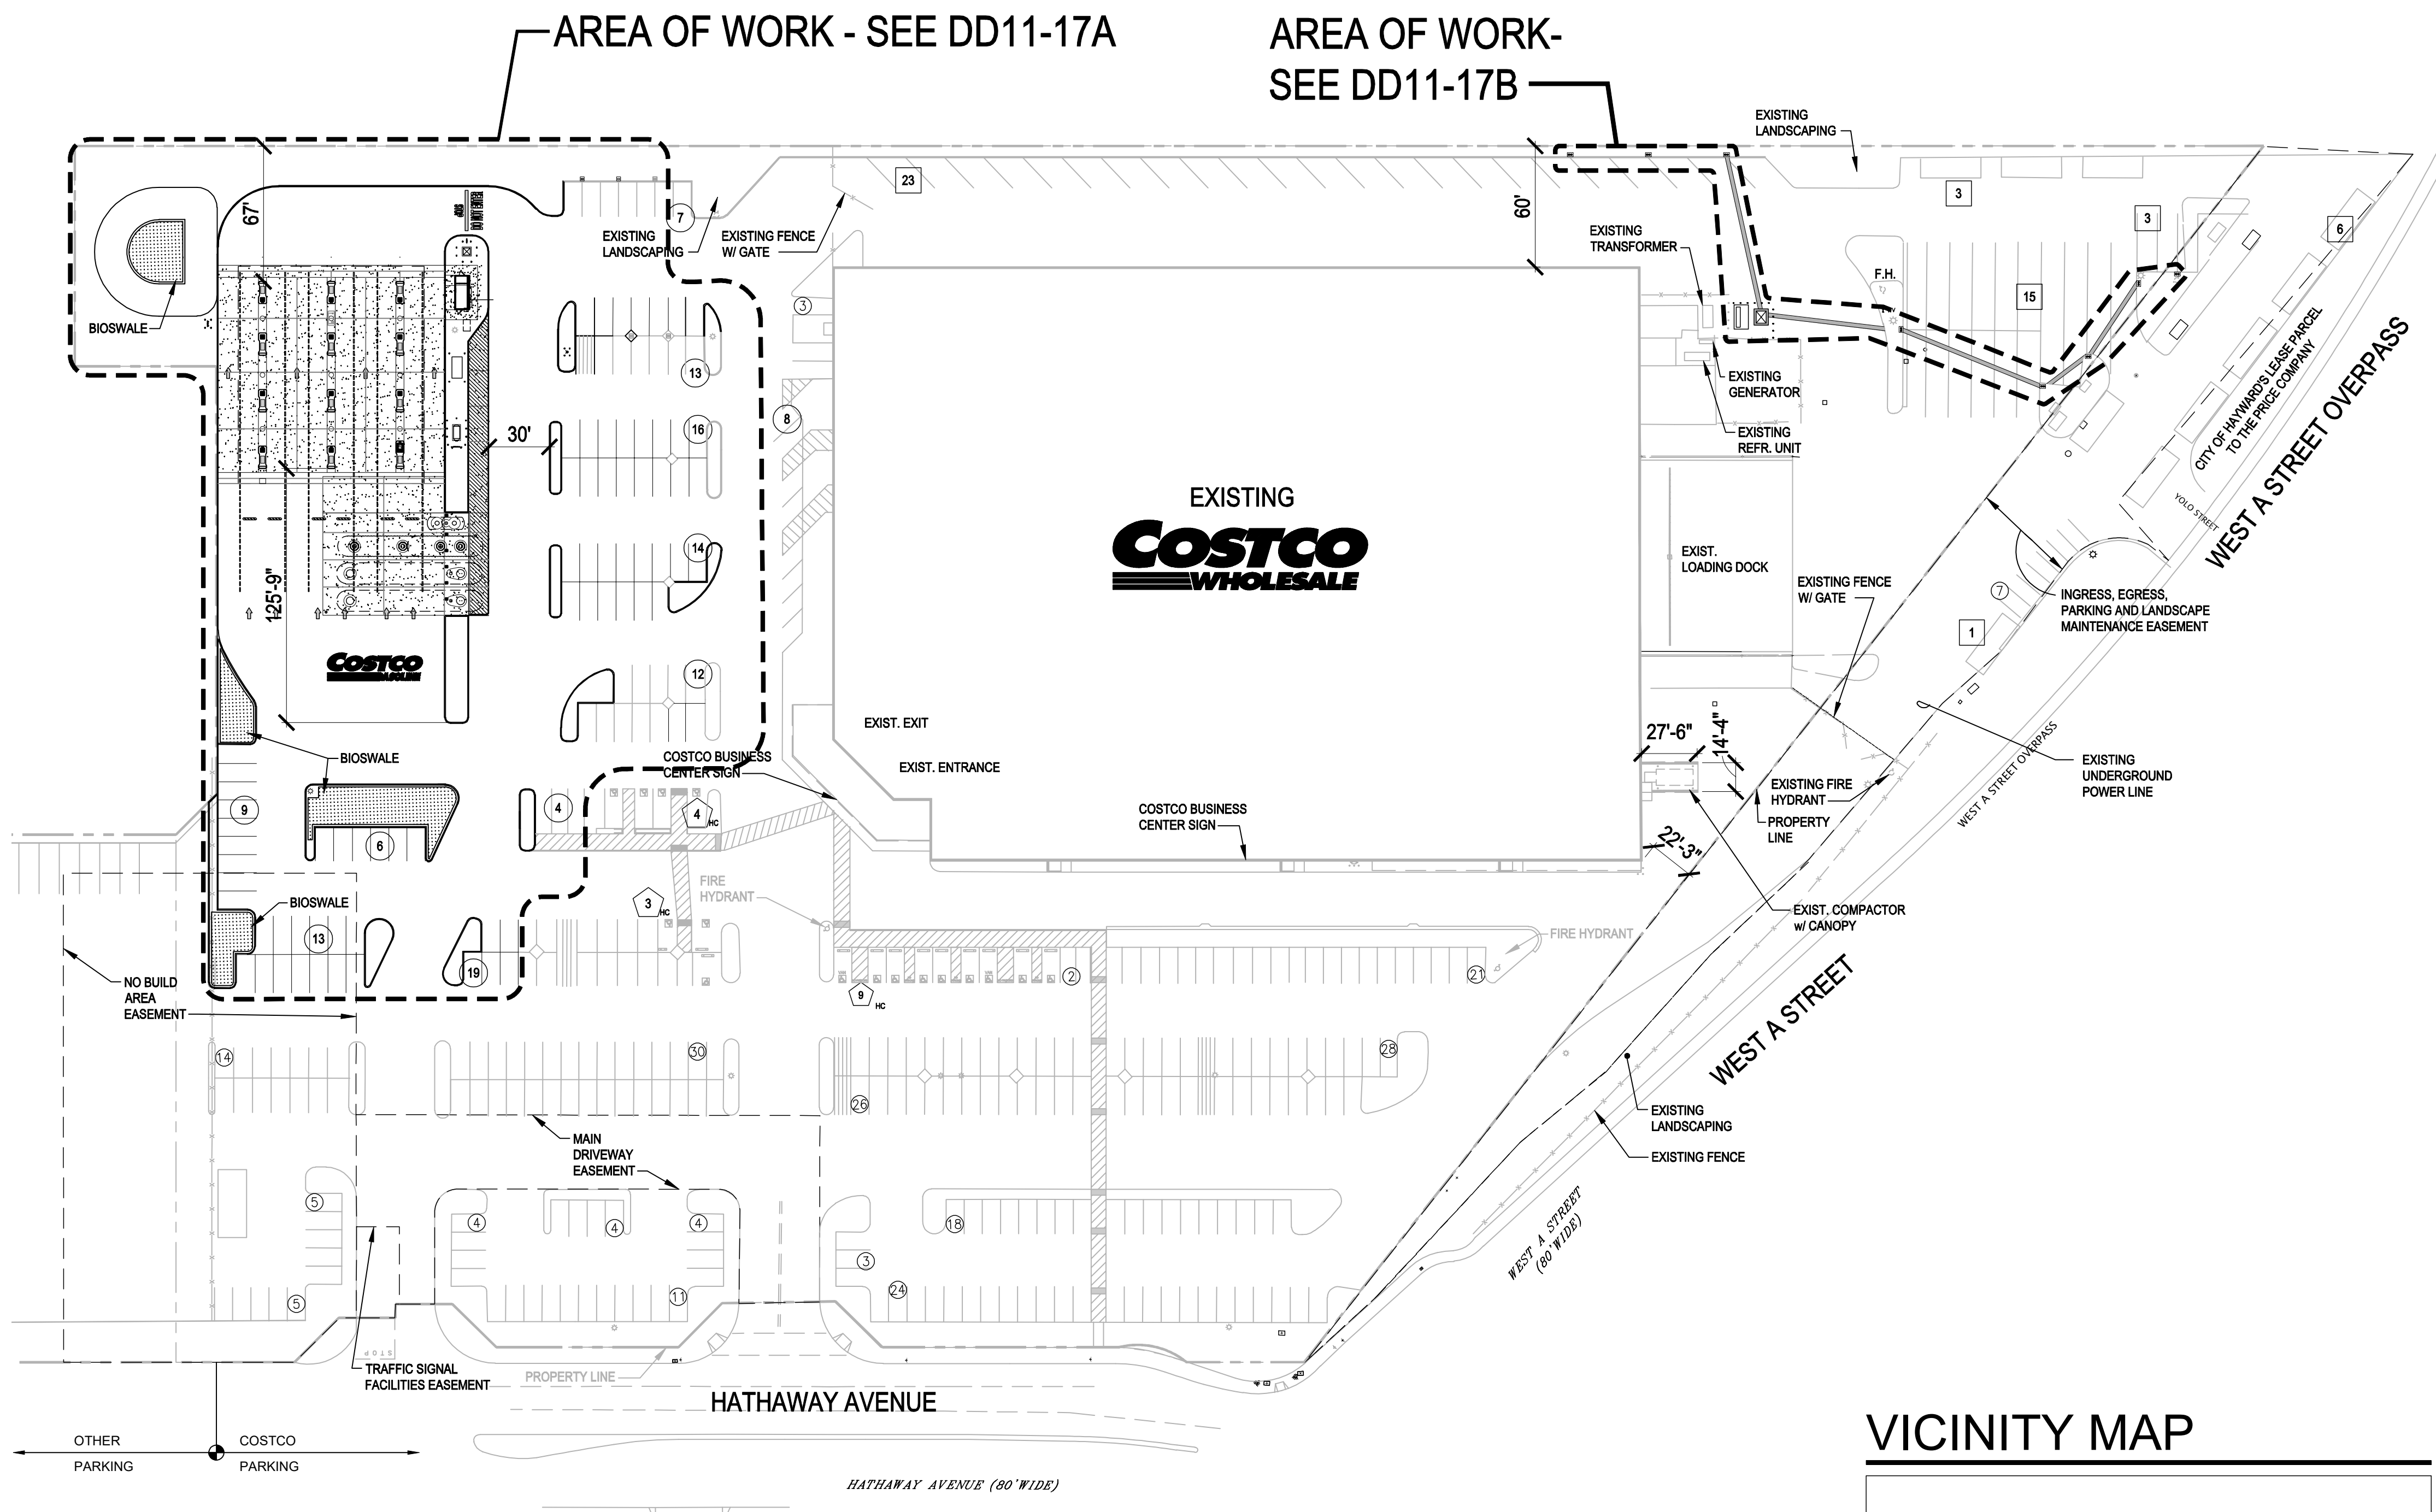 AREA OF WORK - SEE DD11-17A
AREA OF WORK-
SEE DD11-17B
EXISTING
LANDSCAPING
67'
7
EXISTING
LANDSCAPING
EXISTING FENCE
W/ GATE
23
60'
EXISTING
TRANSFORMER
3
3
6
F.H.
15
BIOSWALE
3
13
EXISTING
GENERATOR
EXISTING
REFR. UNIT
CITY OF HAYWARD'S LEASE PARCEL
TO THE PRICE COMPANY
WEST A STREET OVERPASS
30'
16
8
YOLO STREET
EXISTING
COSTCO
WHOLESALE
14
EXIST.
LOADING DOCK
125'-9"
EXISTING FENCE
W/ GATE
7
1
INGRESS, EGRESS,
PARKING AND LANDSCAPE
MAINTENANCE EASEMENT
COSTCO
GASOLINE
12
EXIST. EXIT
EXIST. ENTRANCE
27'-6"
14'-4"
WEST A STREET OVERPASS
EXISTING
UNDERGROUND
POWER LINE
BIOSWALE
COSTCO BUSINESS
CENTER SIGN
9
4
4
HC
6
COSTCO BUSINESS
CENTER SIGN
EXISTING FIRE
HYDRANT
PROPERTY
LINE
22'-3"
FIRE
HYDRANT
3
HC
BIOSWALE
13
19
EXIST. COMPACTOR
w/ CANOPY
FIRE HYDRANT
NO BUILD
AREA
EASEMENT
9
HC
2
21
WEST A STREET
14
30
26
28
EXISTING
LANDSCAPING
EXISTING FENCE
MAIN
DRIVEWAY
EASEMENT
5
4
4
4
18
3
24
5
11
WEST A STREET
(80'WIDE)
STOP
TRAFFIC SIGNAL
FACILITIES EASEMENT
PROPERTY LINE
HATHAWAY AVENUE
OTHER
PARKING
COSTCO
PARKING
HATHAWAY AVENUE (80'WIDE)
VICINITY MAP